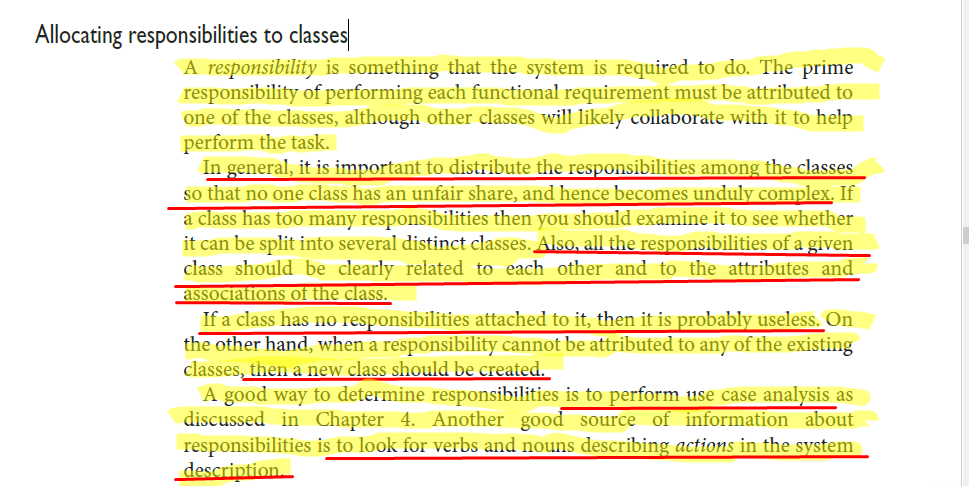 Allocating responsibilities to classes
A responsibility is something that the system is required to do. The prime
responsibility of performing each functional requirement must be attributed to
one of the classes, although other classes will likely collaborate with it to help
perform the task.
In general, it is important to distribute the responsibilities among the classes
so that no one class has an unfair share, and hence becomes unduly complex. If
a class has too many responsibilities then you should examine it to see whether
it can be split into several distinct classes. Also, all the responsibilities of a given
class should be clearly related to each other and to the attributes and
associations of the class.
If a class has no responsibilities attached to it, then it is probably useless. On
the other hand, when a responsibility cannot be attributed to any of the existing
classes, then a new class should be created.
A good way to determine responsibilities is to perform use case analysis as
discussed in Chapter 4. Another good source of information about
responsibilities is to look for verbs and nouns describing actions in the system
description.